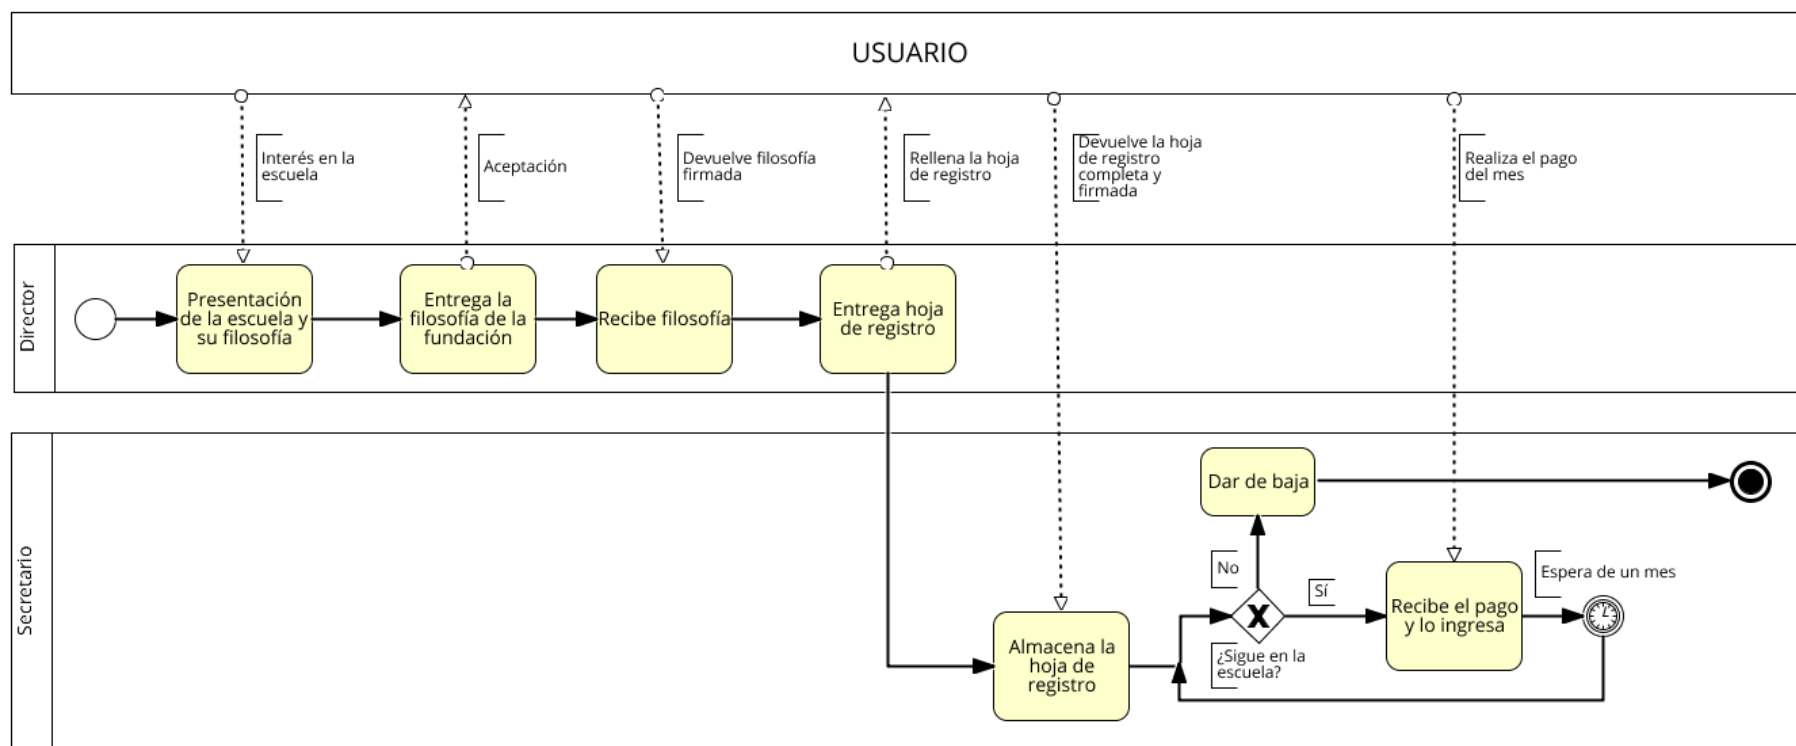 USUARIO
Interés en la
escuela
Aceptación
Devuelve filosofía
firmada
Rellena la hoja
de registro
Devuelve la hoja
de registro
completa y
firmada
Realiza el pago
del mes
Director
Presentación
de la escuela y
su filosofía
Entrega la
filosofía de la
fundación
Recibe filosofía
Entrega hoja
de registro
Secretario
Dar de baja
No
Sí
Espera de un mes
Recibe el pago
y lo ingresa
¿Sigue en la
escuela?
Almacena la
hoja de
registro